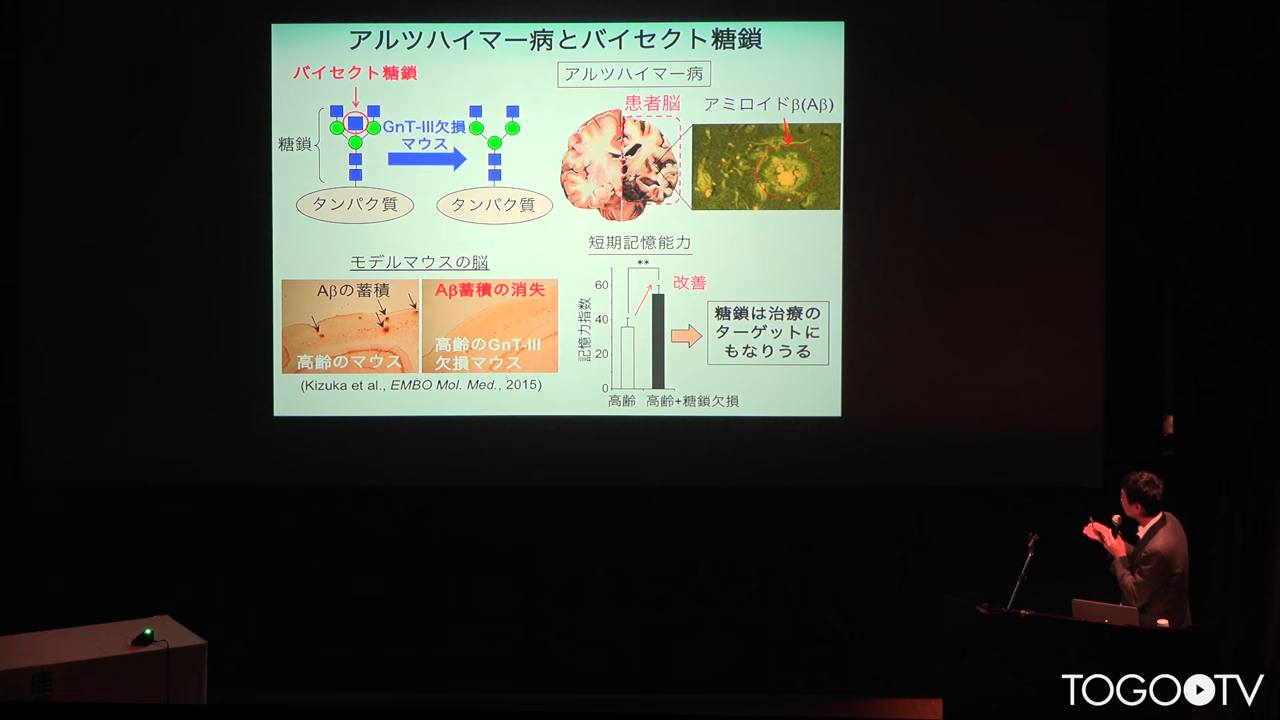 アルツハイマー病とバイセクト糖鎖
バイセクト糖鎖
糖鎖
GnT-III欠損
マウス
タンパク質
タンパク質
アルツハイマー病
患者脳
アミロイドβ(Aβ)
モデルマウスの脳
Aβの蓄積
高齢のマウス
Aβ蓄積の消失
高齢のGnT-III
欠損マウス
(Kizuka et al., EMBO Mol. Med., 2015)
短期記憶能力
**
改善
記憶力指数
60
40
20
0
高齢
高齢+糖鎖欠損
糖鎖は治療の
ターゲットに
もなりうる
TOGOTV